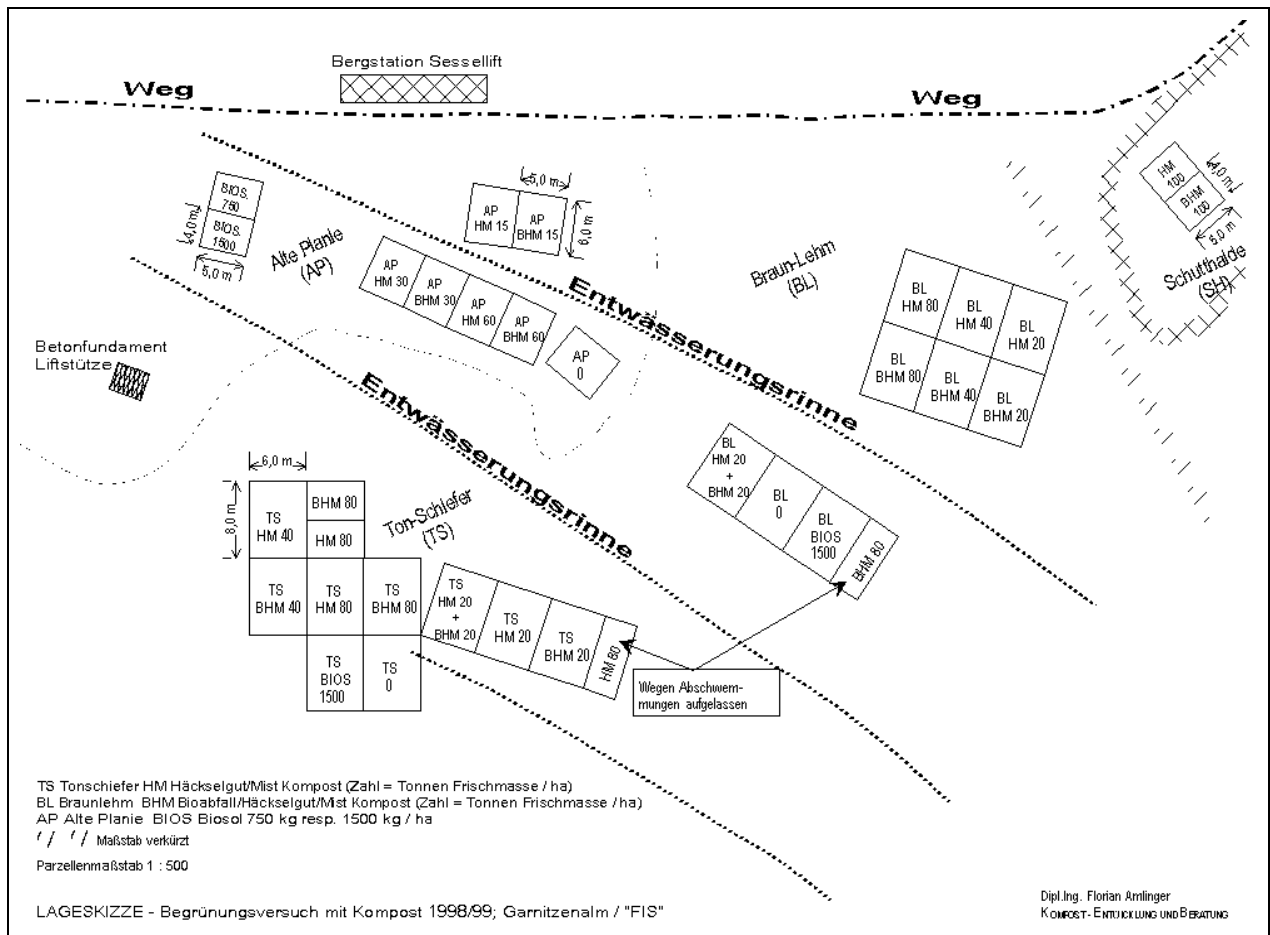 Bergstation Sessellift
Weg
Weg
BIOS.
750
BIOS.
1500
4,0 m
5,0 m
Alte Planie
(AP)
5,0 m
6,0 m
AP
HM 15
AP
BHM 15
AP
HM 30
AP
BHM 30
AP
HM 60
AP
BHM 60
AP
0
Entwässerungsrinne
Braun-Lehm
(BL)
HM
100
BHM
100
4,0 m
5,0 m
Schutthalde
(SH)
BL
HM 80
BL
HM 40
BL
HM 20
BL
BHM 80
BL
BHM 40
BL
BHM 20
Betonfundament
Liftstütze
Entwässerungsrinne
BL
HM 20
+
BHM 20
BL
0
BL
BIOS
1500
BHM 80
6,0 m
8,0 m
TS
HM 40
BHM 80
HM 80
Ton-Schiefer
(TS)
TS
BHM 40
TS
HM 80
TS
BHM 80
TS
BIOS
1500
TS
0
TS
HM 20
+
BHM 20
TS
HM 20
TS
BHM 20
HM 80
Wegen Abschwem-
mungen aufgelassen
TS Tonschiefer HM Häckselgut/Mist Kompost (Zahl = Tonnen Frischmasse / ha)
BL Braunlehm BHM Bioabfall/Häckselgut/Mist Kompost (Zahl = Tonnen Frischmasse / ha)
AP Alte Planie BIOS Biosol 750 kg resp. 1500 kg / ha
Maßstab verkürzt
Parzellenmaßstab 1 : 500
LAGESKIZZE - Begrünungsversuch mit Kompost 1998/99; Garnitzenalm / "FIS"
Dipl.Ing. Florian Amlinger
KOMPOST - ENTWICKLUNG UND BERATUNG